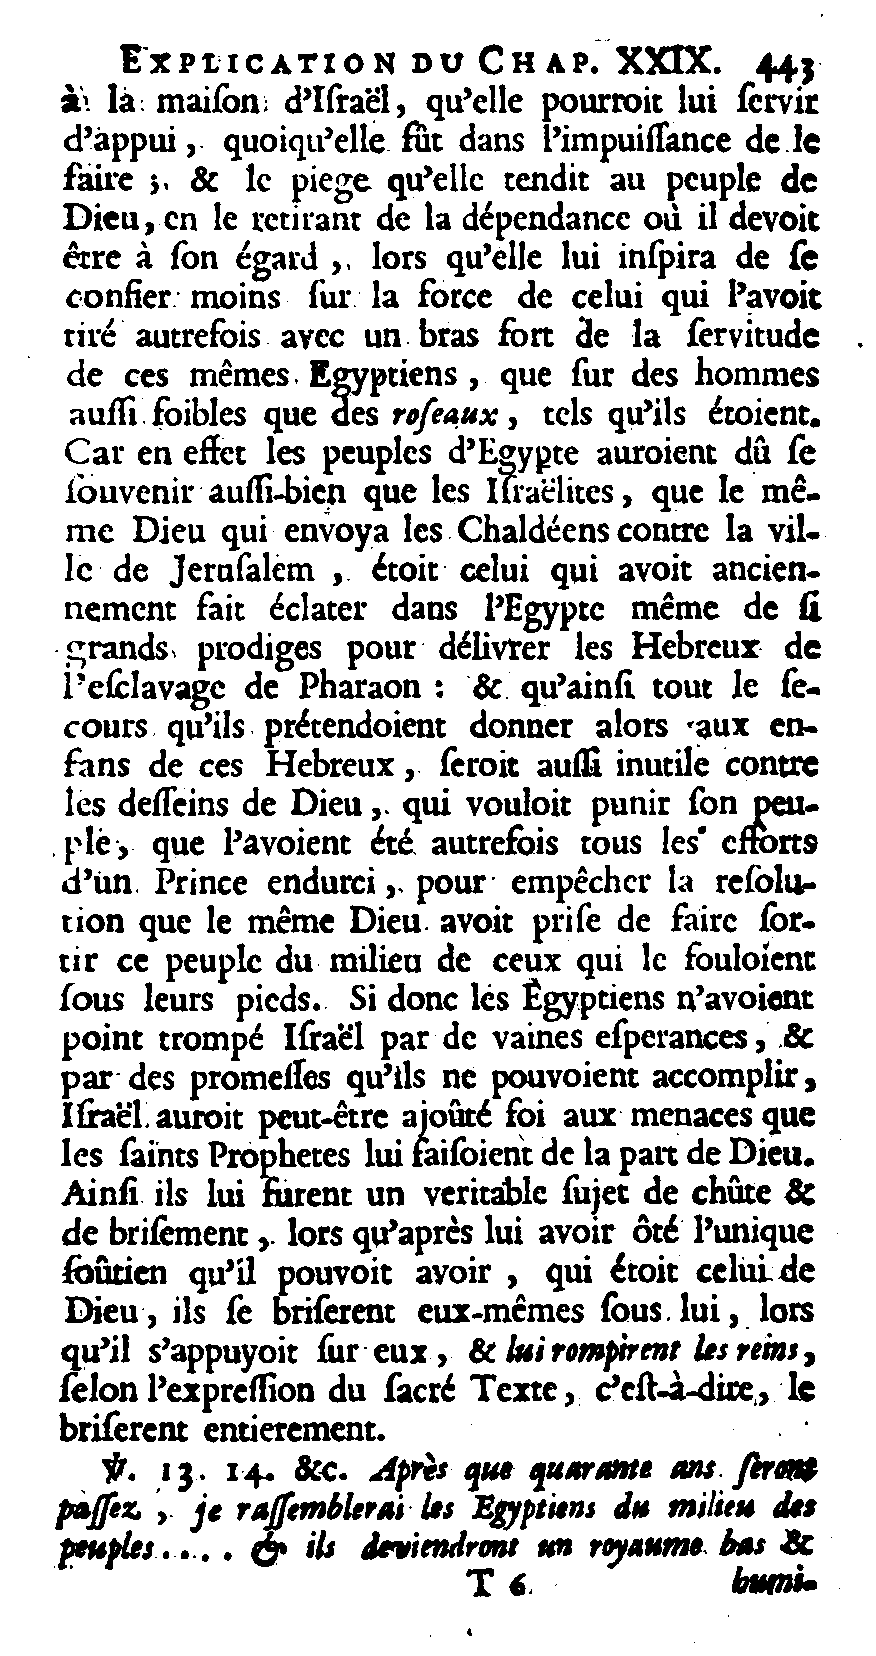 EXPLICATION DU CHAP. XXIX. 443
à la maiſon d'Iſraël, qu'elle pourroit lui ſervir
d'appui, quoiqu'elle fût dans l'impuiſſance de le
faire ; & le piege qu'elle tendit au peuple de
Dieu, en le retirant de la dépendance où il devoit
être à ſon égard, lors qu'elle lui inſpira de ſe
confier moins ſur la force de celui qui l'avoit
tiré autrefois avec un bras fort de la ſervitude
de ces mêmes Egyptiens, que ſur des hommes
auſſi foibles que des roſeaux, tels qu'ils étoient.
Car en effet les peuples d'Egypte auroient dû ſe
ſouvenir auſſi-bien que les Iſraëlites, que le mê-
me Dieu qui envoya les Chaldéens contre la vil-
le de Jeruſalem, étoit celui qui avoit ancien-
nement fait éclater dans l'Egypte même de ſi
grands prodiges pour délivrer les Hebreux de
l'eſclavage de Pharaon : & qu'ainſi tout le ſe-
cours qu'ils prétendoient donner alors aux en-
fans de ces Hebreux, ſeroit auſſi inutile contre
les deſſeins de Dieu, qui vouloit punir ſon peu-
ple, que l'avoient été autrefois tous les efforts
d'un Prince endurci, pour empêcher la reſolu-
tion que le même Dieu avoit priſe de faire ſor-
tir ce peuple du milieu de ceux qui le fouloient
ſous leurs pieds. Si donc les Egyptiens n'avoient
point trompé Iſraël par de vaines eſperances, &
par des promeſſes qu'ils ne pouvoient accomplir,
Iſraël auroit peut-être ajoûté foi aux menaces que
les ſaints Prophetes lui faiſoient de la part de Dieu.
Ainſi ils lui furent un veritable ſujet de chûte &
de briſement, lors qu'après lui avoir ôté l'unique
ſoûtien qu'il pouvoit avoir, qui étoit celui de
Dieu, ils ſe briſerent eux-mêmes ſous lui, lors
qu'il s'appuyoit ſur eux, & lui rompirent les reins,
ſelon l'expreſſion du ſacré Texte, c'eſt-à-dire, le
briſerent entierement.
℣. 13. 14. &c. Après que quarante ans ſeront
paſſez, je raſſemblerai les Egyptiens du milieu des
peuples..... & ils deviendront un royaume bas &
T 6 humi-